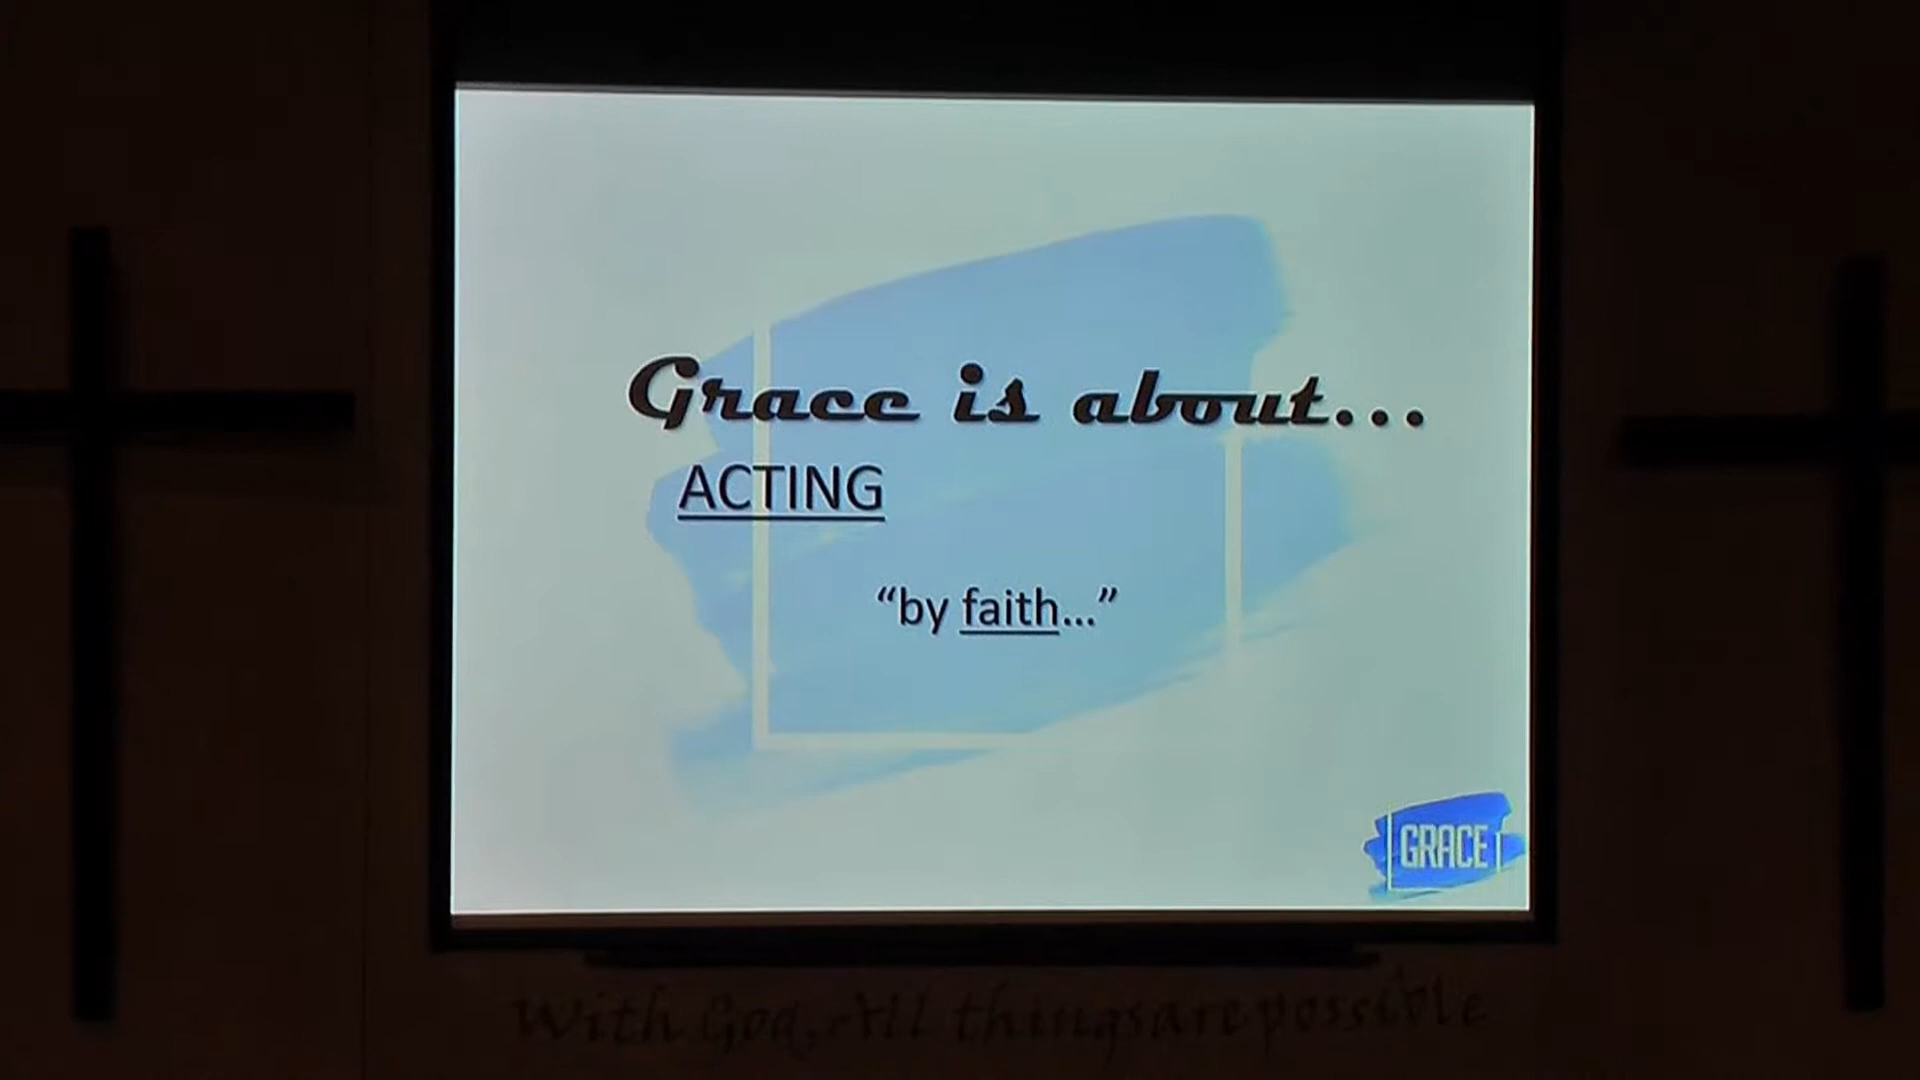 Grace is about...
ACTING
“by faith...”
GRACE
With God, All things are possible